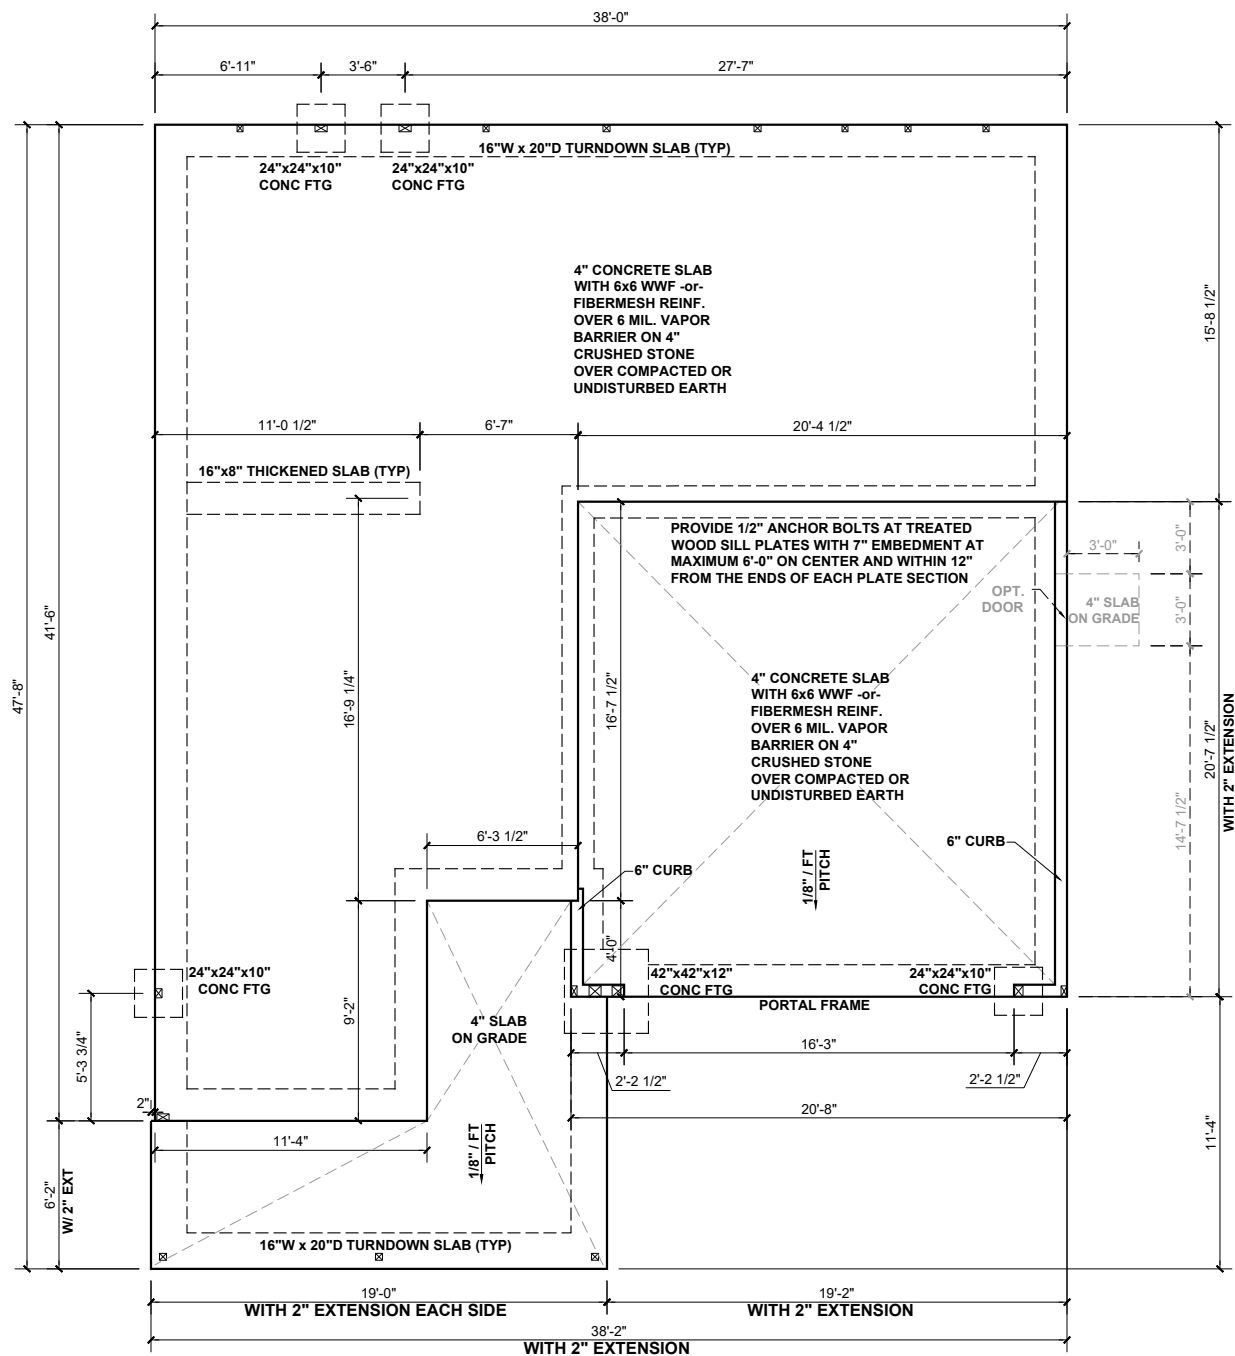 38'-0"
6'-11"
3'-6"
27'-7"
16"W x 20"D TURNDOWN SLAB (TYP)
24"x24"x10"
CONC FTG
24"x24"x10"
CONC FTG
4" CONCRETE SLAB
WITH 6x6 WWF -or-
FIBERMESH REINF.
OVER 6 MIL. VAPOR
BARRIER ON 4"
CRUSHED STONE
OVER COMPACTED OR
UNDISTURBED EARTH
15'-8 1/2"
11'-0 1/2"
6'-7"
20'-4 1/2"
16"x8" THICKENED SLAB (TYP)
PROVIDE 1/2" ANCHOR BOLTS AT TREATED
WOOD SILL PLATES WITH 7" EMBEDMENT AT
MAXIMUM 6'-0" ON CENTER AND WITHIN 12"
FROM THE ENDS OF EACH PLATE SECTION
3'-0"
3'-0"
OPT.
DOOR
4" SLAB
ON GRADE
3'-0"
41'-6"
47'-8"
16'-9 1/4"
16'-7 1/2"
4" CONCRETE SLAB
WITH 6x6 WWF -or-
FIBERMESH REINF.
OVER 6 MIL. VAPOR
BARRIER ON 4"
CRUSHED STONE
OVER COMPACTED OR
UNDISTURBED EARTH
20'-7 1/2"
WITH 2" EXTENSION
14'-7 1/2"
6'-3 1/2"
6" CURB
6" CURB
1/8" / FT
PITCH
4'-0"
24"x24"x10"
CONC FTG
42"x42"x12"
CONC FTG
24"x24"x10"
CONC FTG
PORTAL FRAME
9'-2"
4" SLAB
ON GRADE
5'-3 3/4"
16'-3"
2'-2 1/2"
2'-2 1/2"
2"
20'-8"
11'-4"
1/8" / FT
PITCH
11'-4"
6'-2"
W/ 2" EXT
16"W x 20"D TURNDOWN SLAB (TYP)
19'-0"
WITH 2" EXTENSION EACH SIDE
19'-2"
WITH 2" EXTENSION
38'-2"
WITH 2" EXTENSION